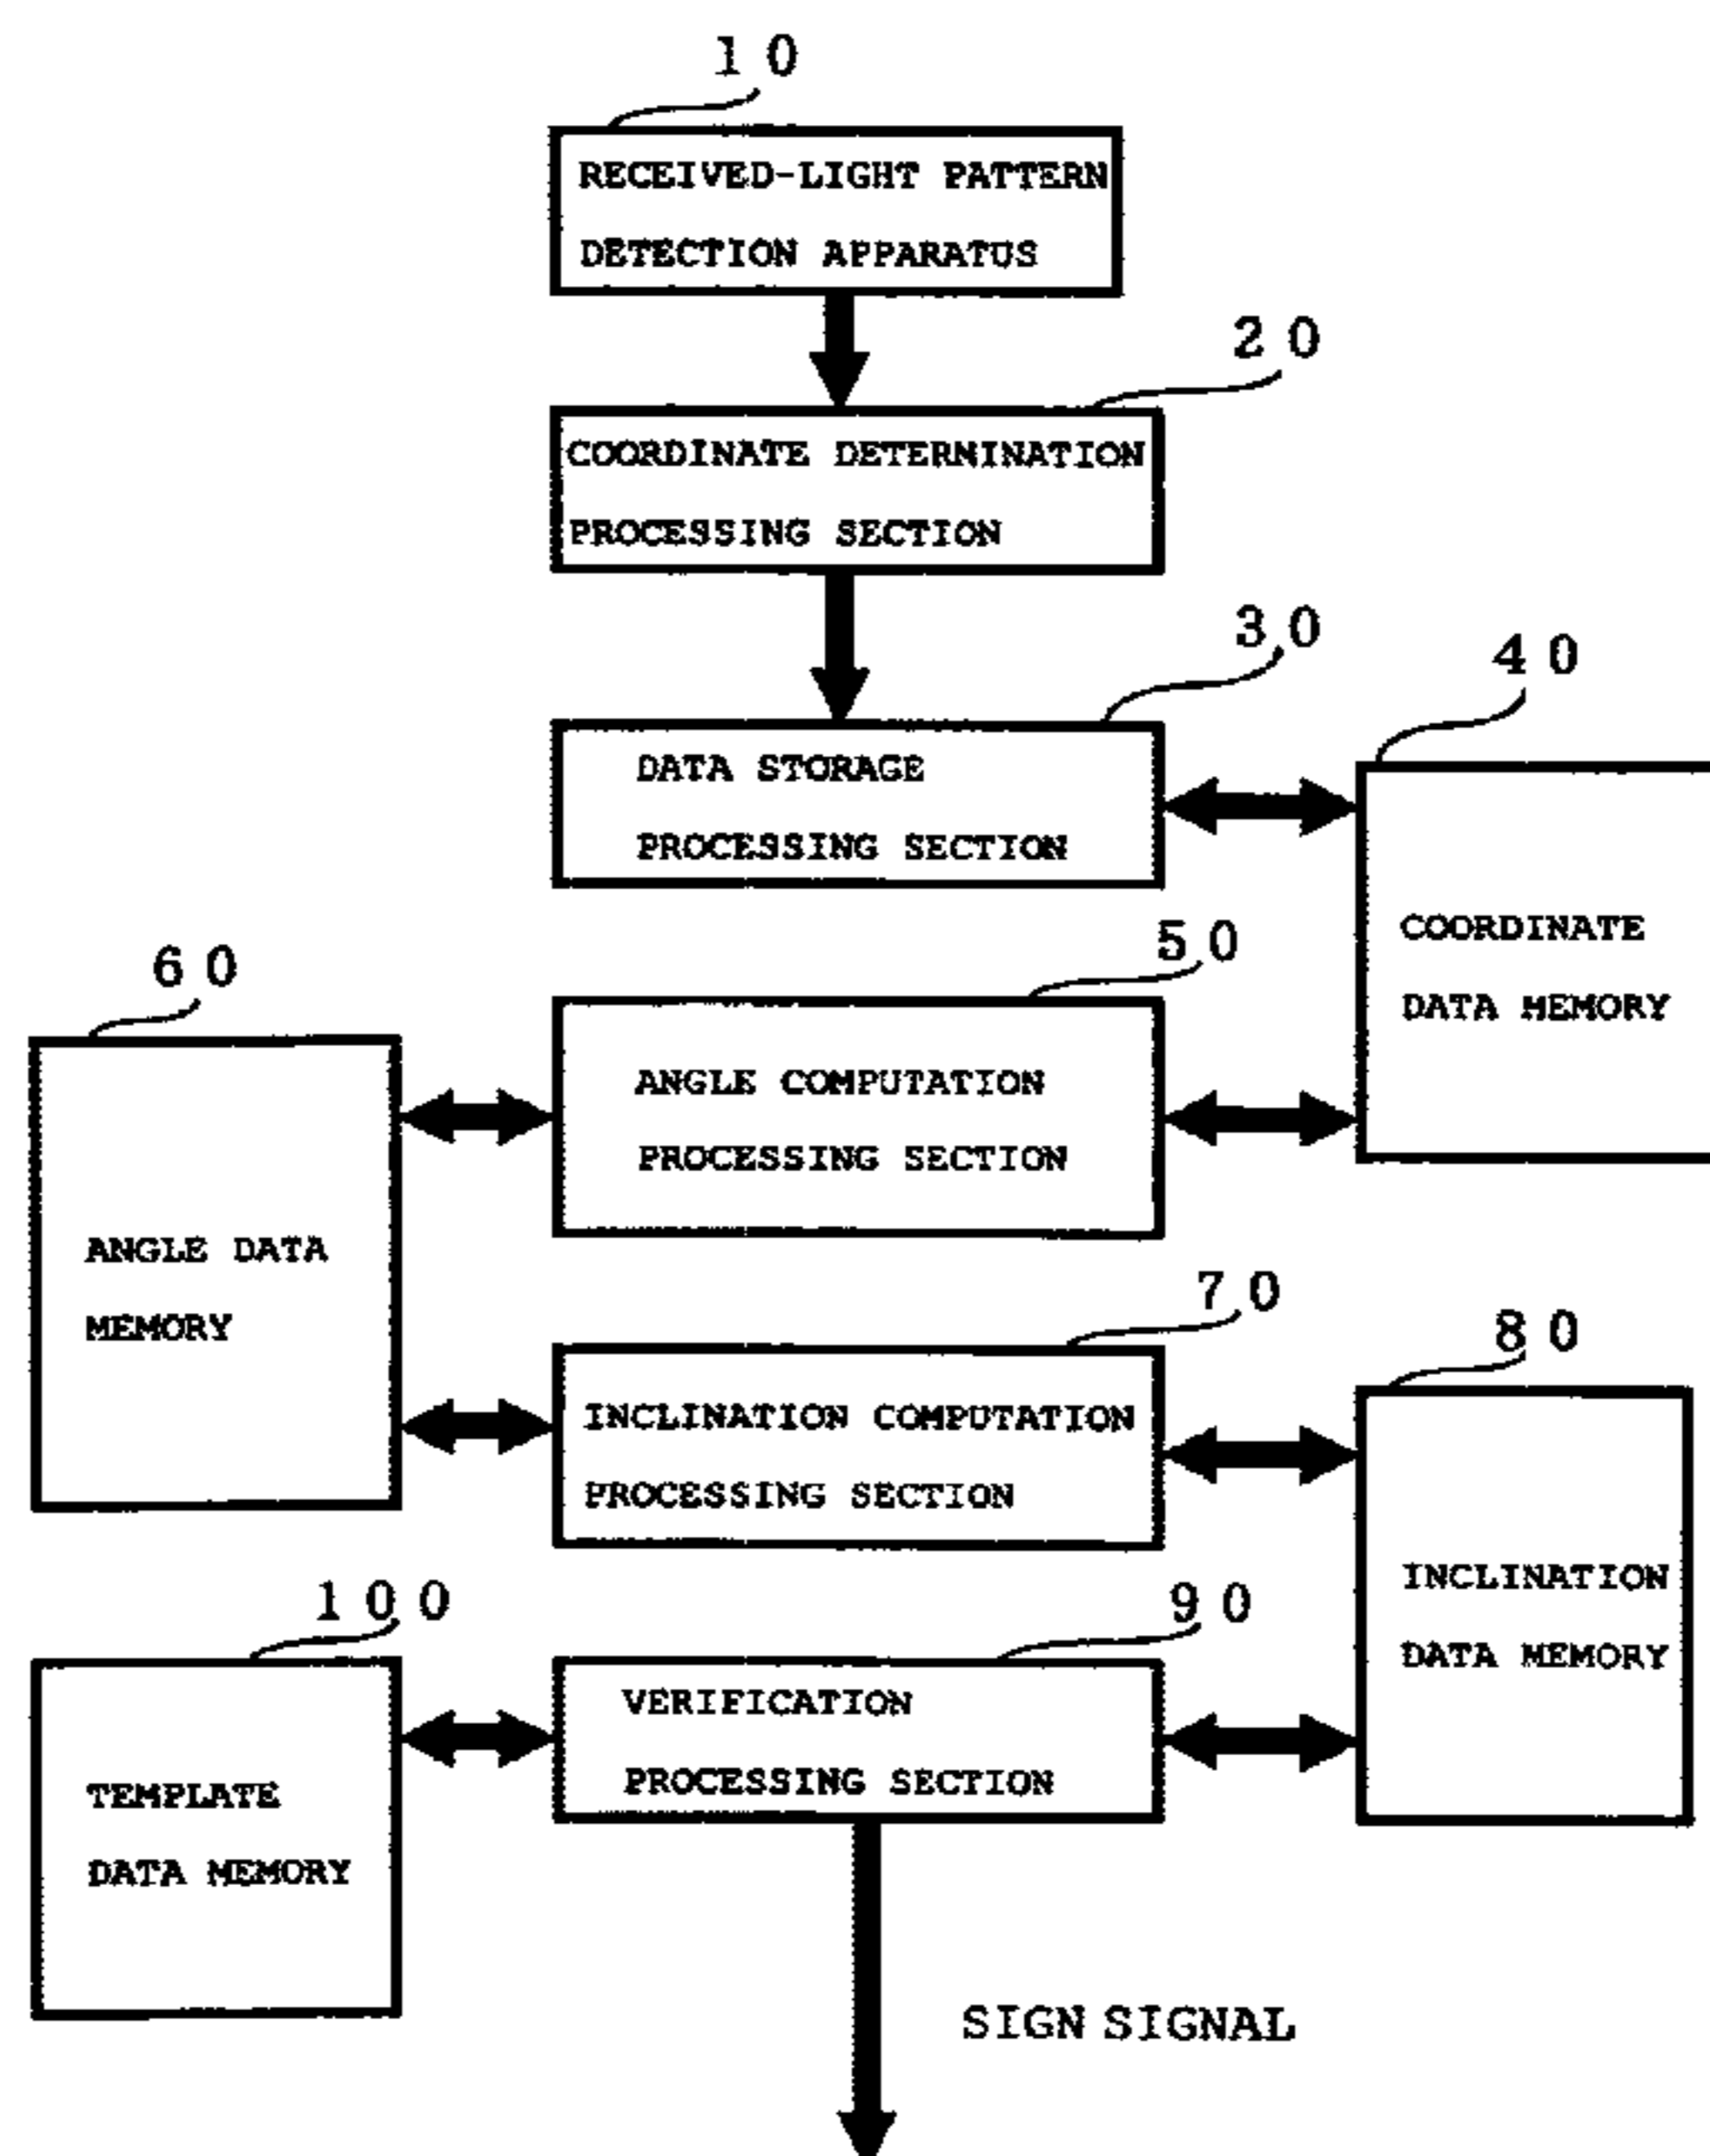 10
RECEIVED-LIGHT PATTERN
DETECTION APPARATUS
20
COORDINATE DETERMINATION
PROCESSING SECTION
30
DATA STORAGE
PROCESSING SECTION
40
COORDINATE
DATA MEMORY
50
ANGLE COMPUTATION
PROCESSING SECTION
60
ANGLE DATA
MEMORY
70
INCLINATION COMPUTATION
PROCESSING SECTION
80
INCLINATION
DATA MEMORY
90
VERIFICATION
PROCESSING SECTION
100
TEMPLATE
DATA MEMORY
SIGN SIGNAL